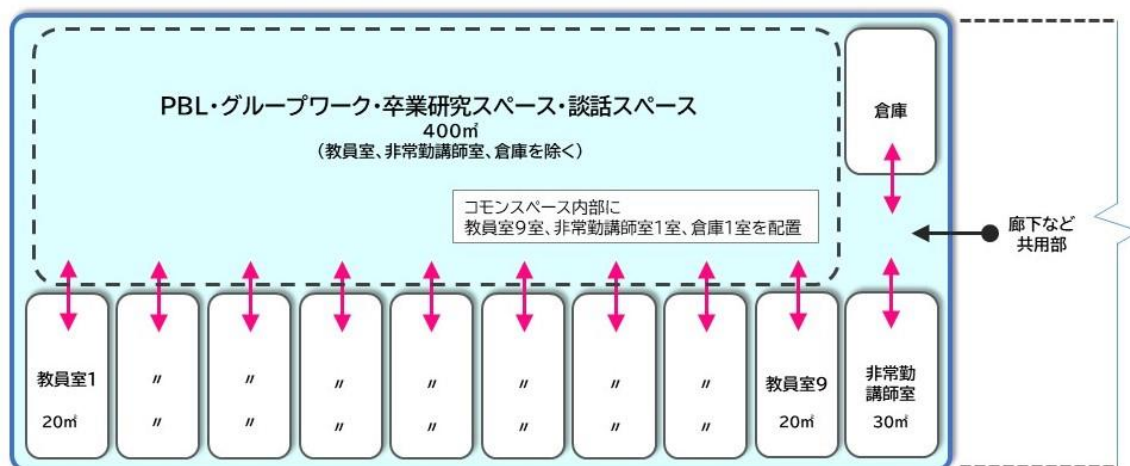 PBL・グループワーク・卒業研究スペース・談話スペース
400㎡
（教員室、非常勤講師室、倉庫を除く）
倉庫
コモンスペース内部に
教員室9室、非常勤講師室1室、倉庫1室を配置
廊下など
共用部
教員室1
20㎡
〃
〃
〃
〃
〃
〃
〃
〃
〃
〃
〃
〃
〃
〃
教員室9
20㎡
非常勤
講師室
30㎡